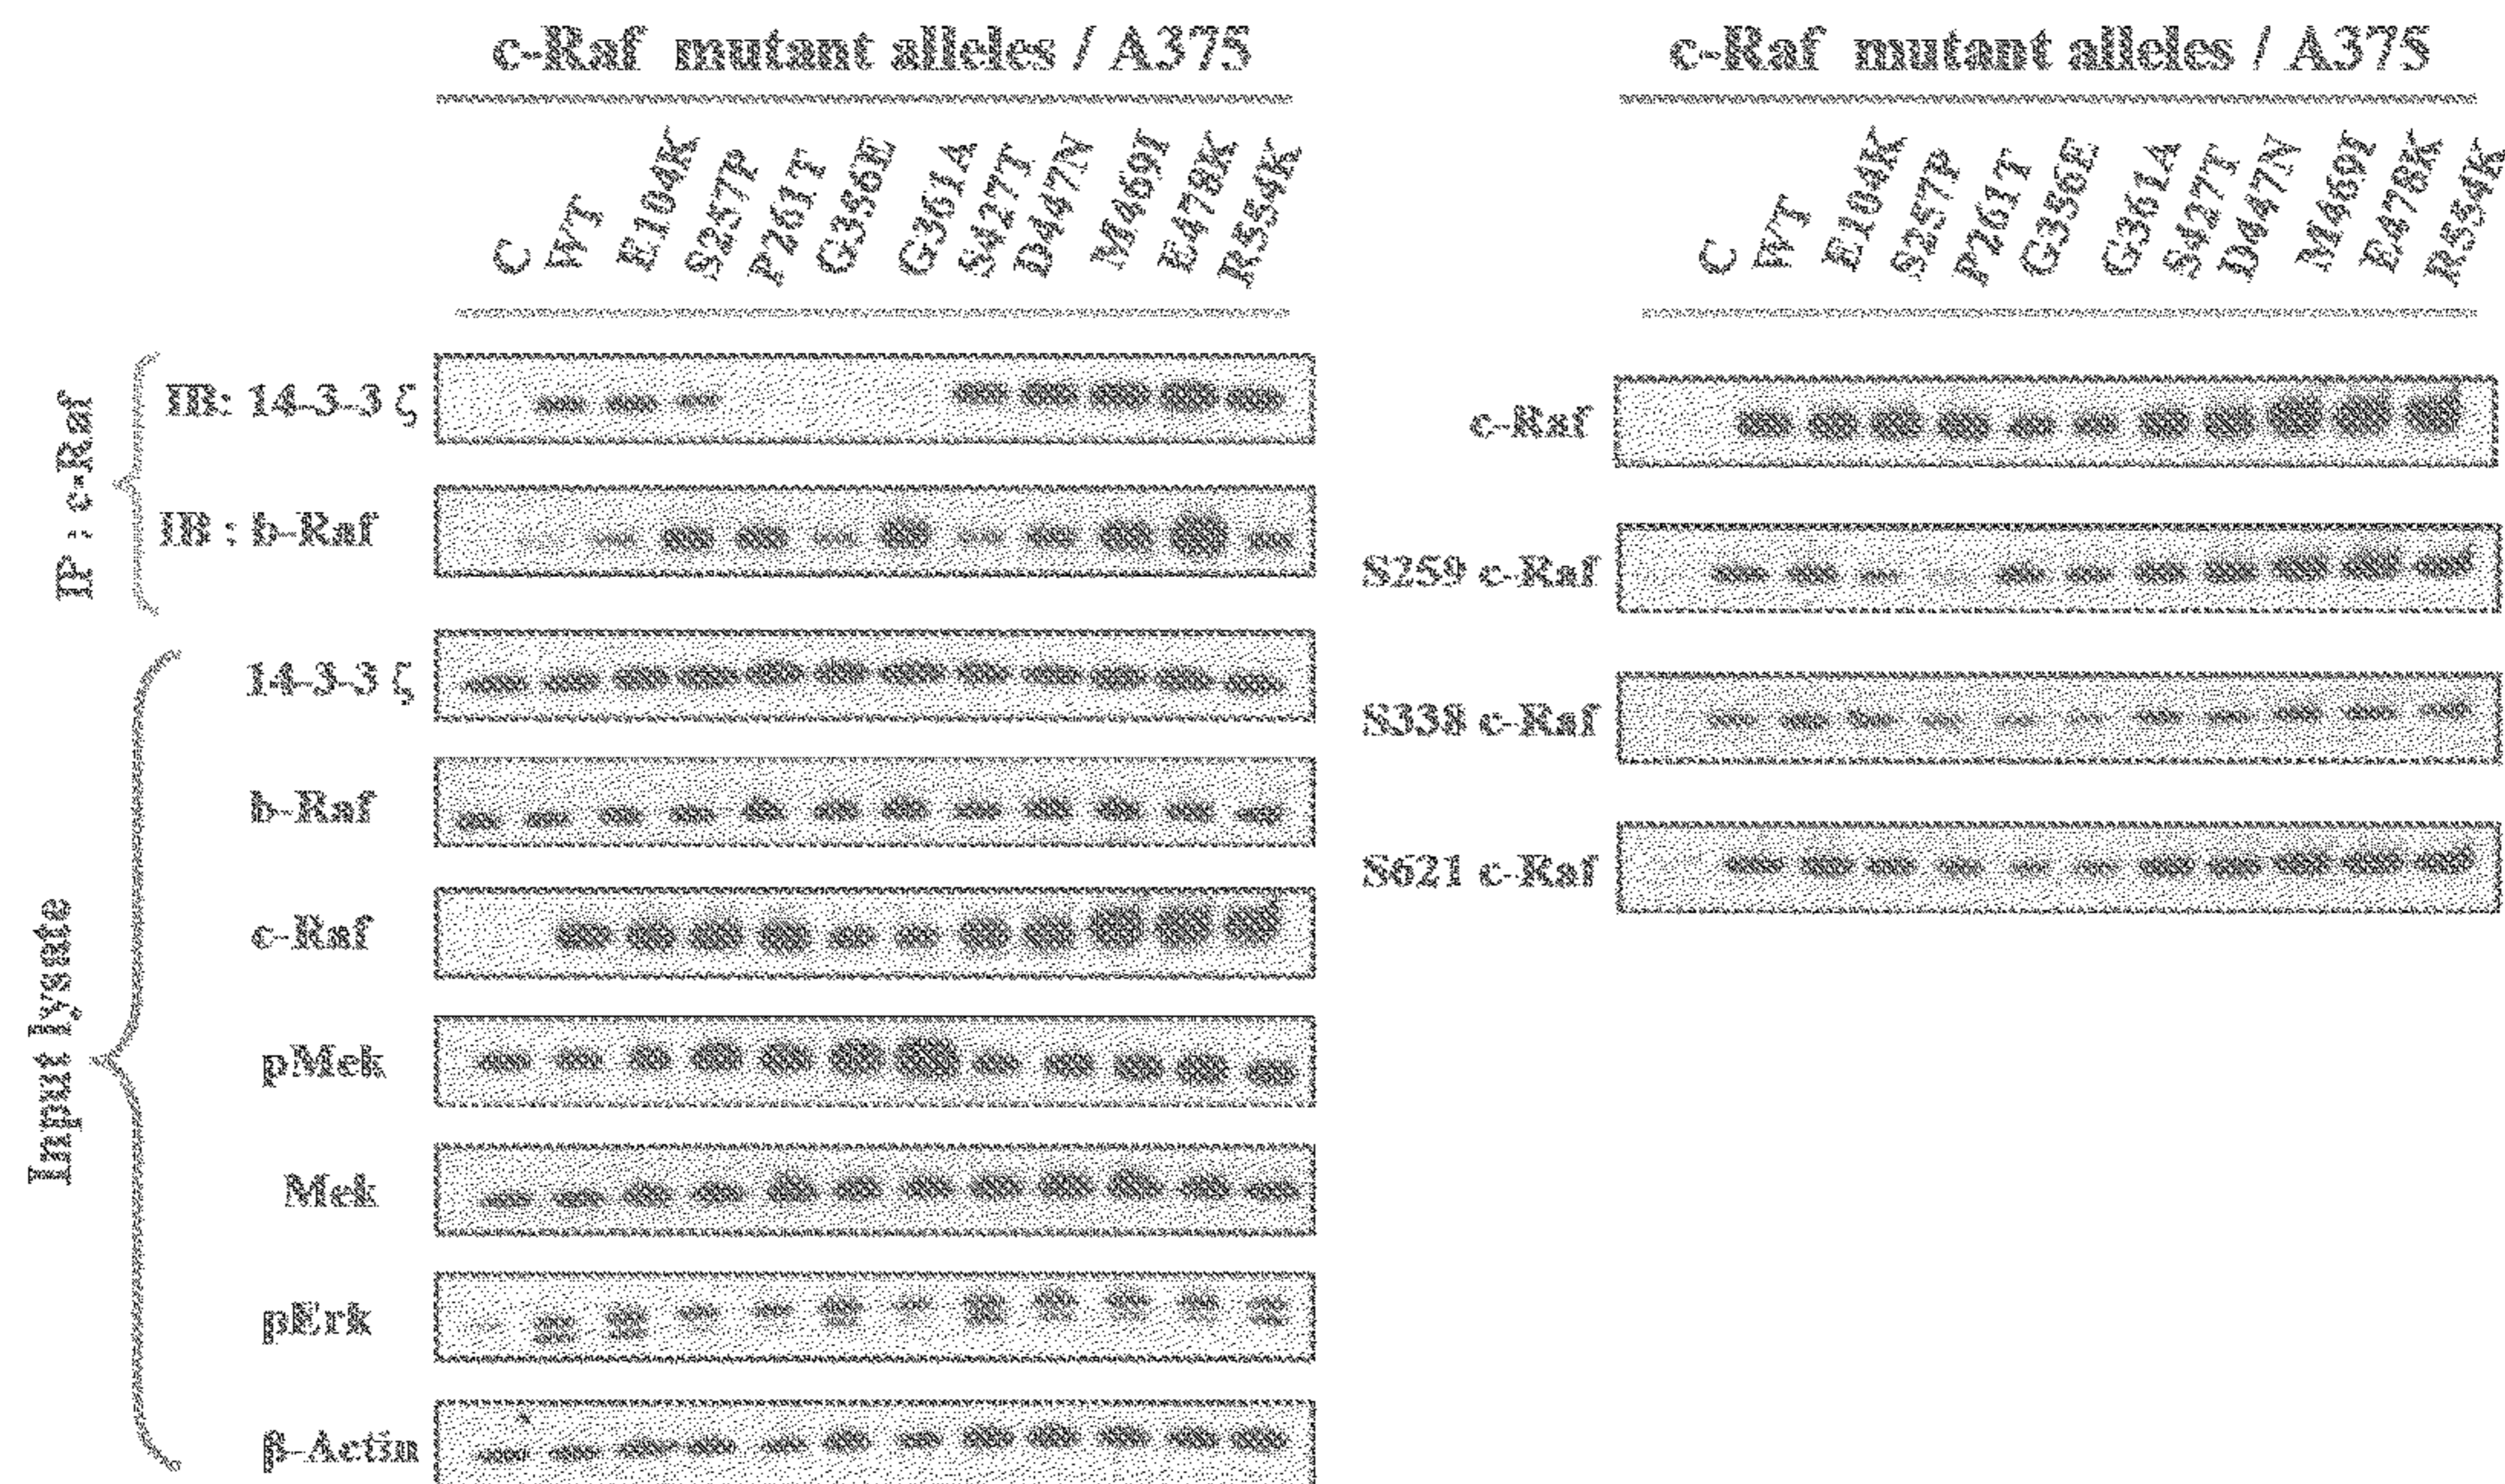 c-Raf mutant alleles / A375
C WT E104K S257P P261T G356E G361A S427T D447N M469I E478K R554K
IP : c-Raf
IB: 14-3-3 ζ
IB : b-Raf
Input lysate
14-3-3 ζ
b-Raf
c-Raf
pMek
Mek
pErk
β-Actin
c-Raf mutant alleles / A375
C WT E104K S257P P261T G356E G361A S427T D447N M469I E478K R554K
c-Raf
S259 c-Raf
S338 c-Raf
S621 c-Raf